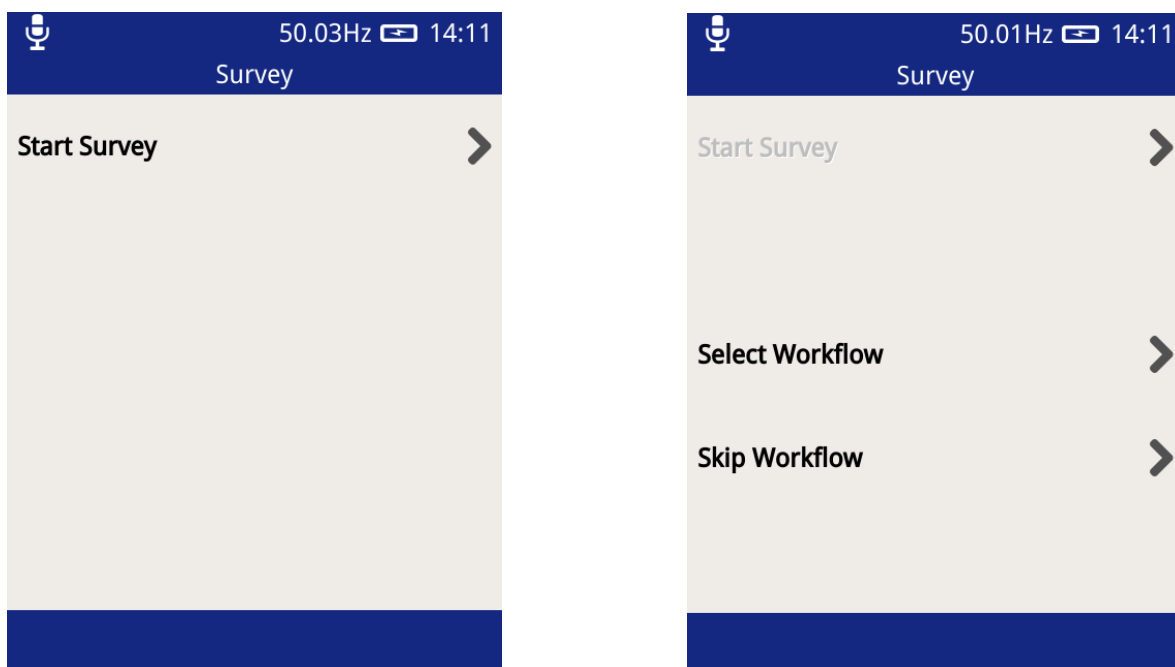 50.03Hz 14:11
Survey
Start Survey
50.01Hz 14:11
Survey
Start Survey
Select Workflow
Skip Workflow